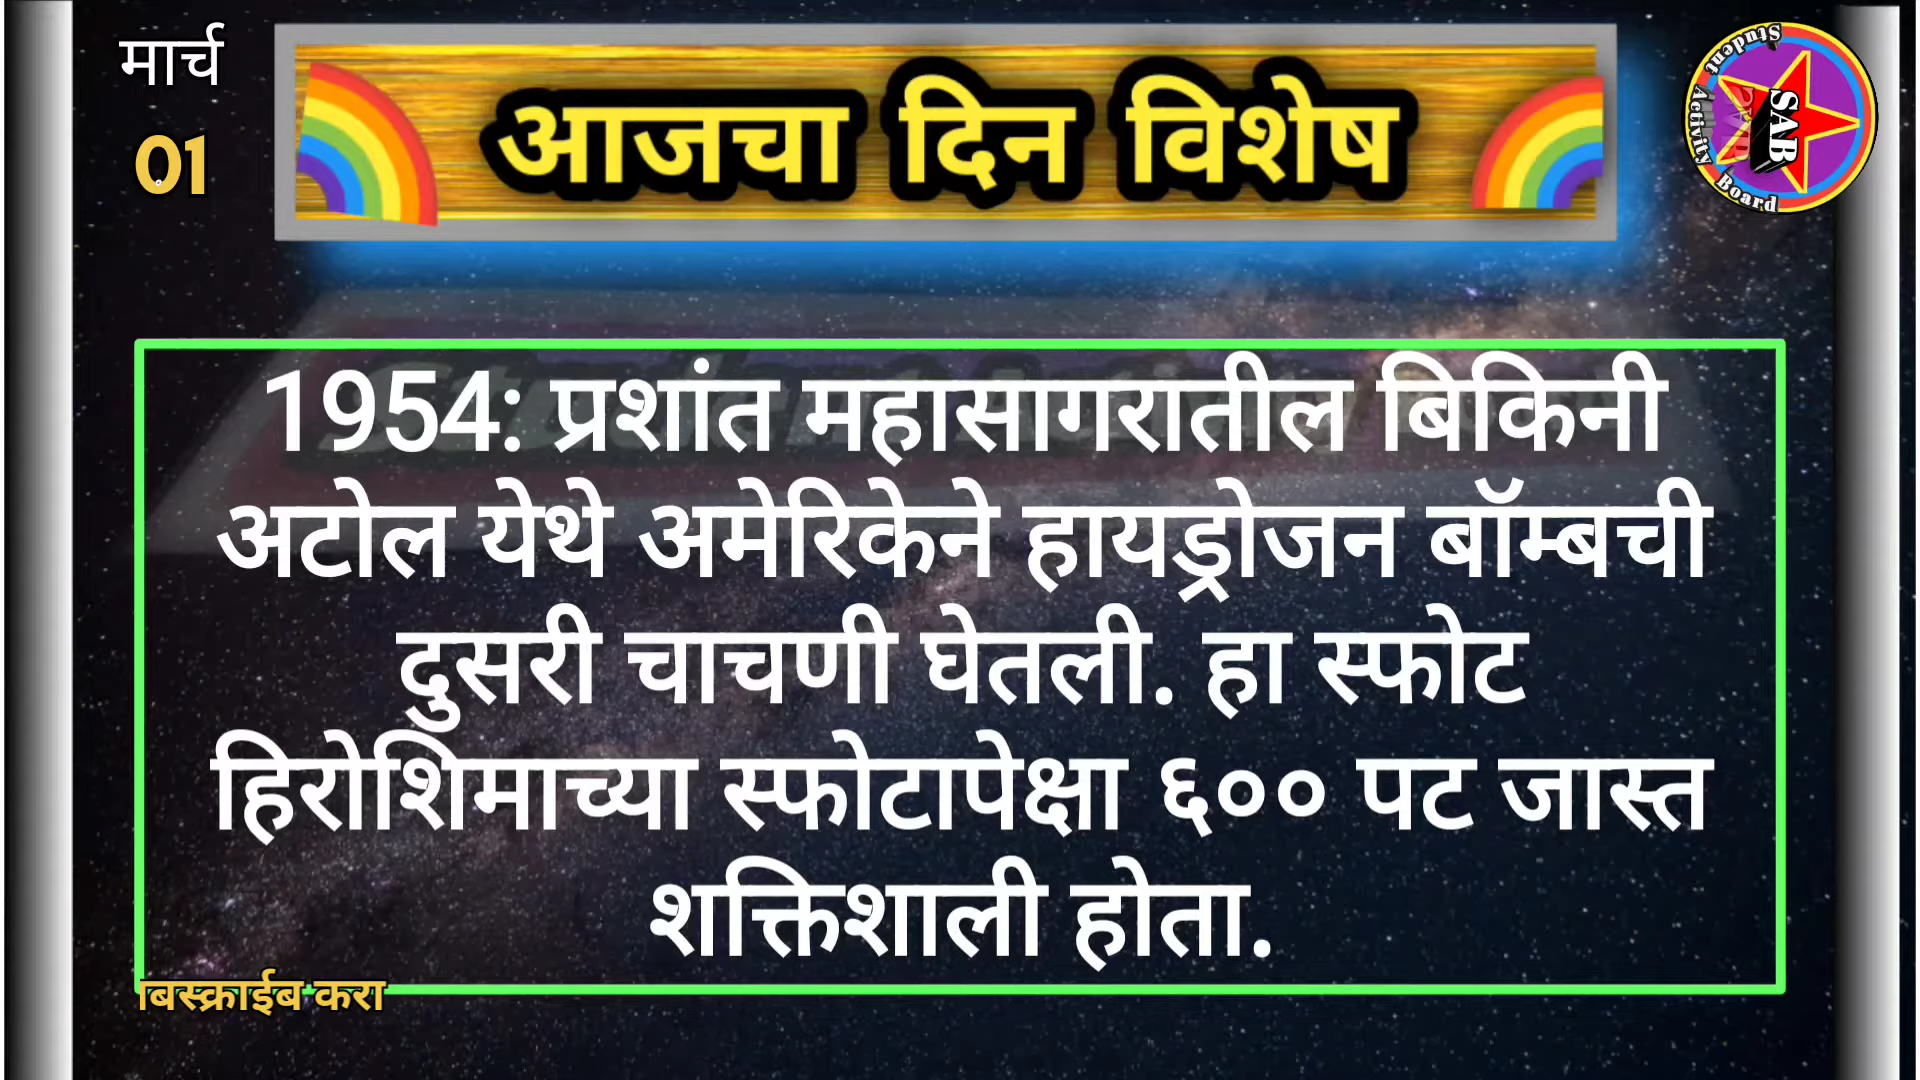 मार्च
01
आजचा दिन विशेष
Student
Activity
Board
SAB
1954: प्रशांत महासागरातील बिकिनी
अटोल येथे अमेरिकेने हायड्रोजन बॉम्बची
दुसरी चाचणी घेतली. हा स्फोट
हिरोशिमाच्या स्फोटापेक्षा ६०० पट जास्त
शक्तिशाली होता.
करा